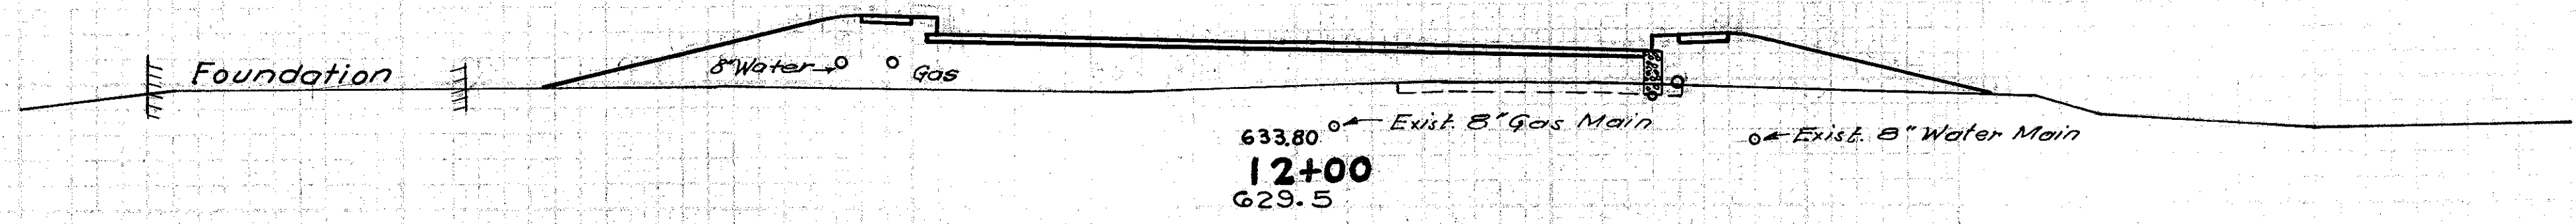 Foundation
8" Water
Gas
633.80
Exist. 8" Gas Main
Exist. 8" Water Main
12+00
629.5